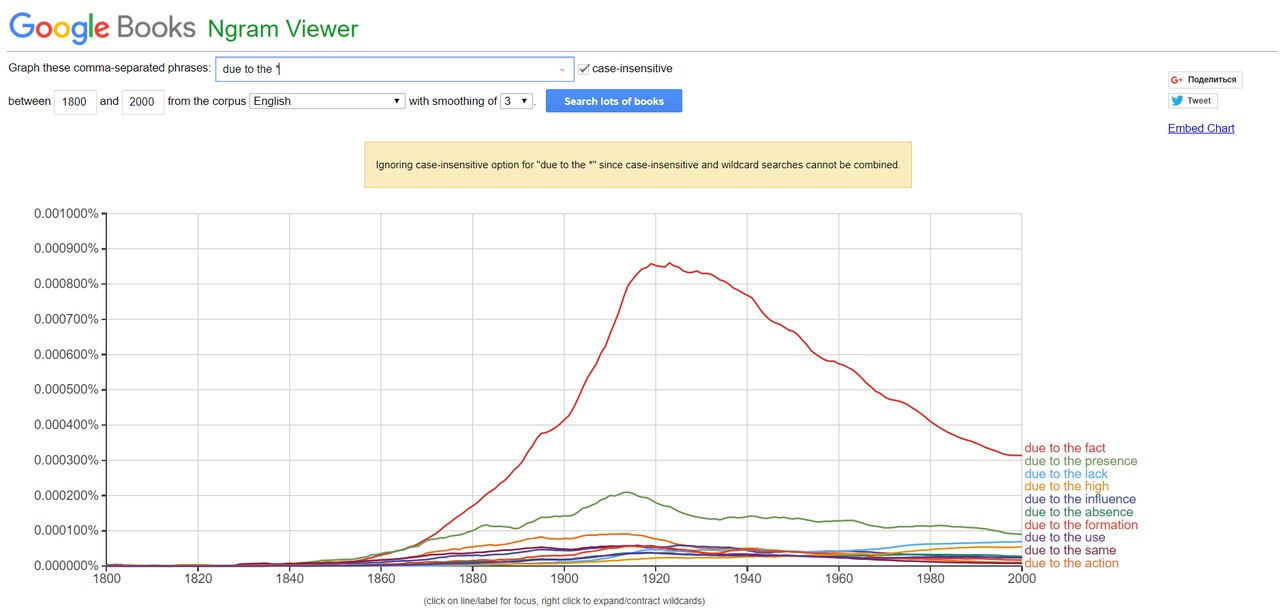 Google Books Ngram Viewer
Graph these comma-separated phrases: due to the * case-insensitive
between 1800 and 2000 from the corpus English with smoothing of 3 . Search lots of books
G+ Поделиться
Tweet
Embed Chart
Ignoring case-insensitive option for "due to the *" since case-insensitive and wildcard searches cannot be combined.
0.001000%
0.000900%
0.000800%
0.000700%
0.000600%
0.000500%
0.000400%
0.000300%
0.000200%
0.000100%
0.000000%
due to the fact
due to the presence
due to the lack
due to the high
due to the influence
due to the absence
due to the formation
due to the use
due to the same
due to the action
1800 1820 1840 1860 1880 1900 1920 1940 1960 1980 2000
(click on line/label for focus, right click to expand/contract wildcards)